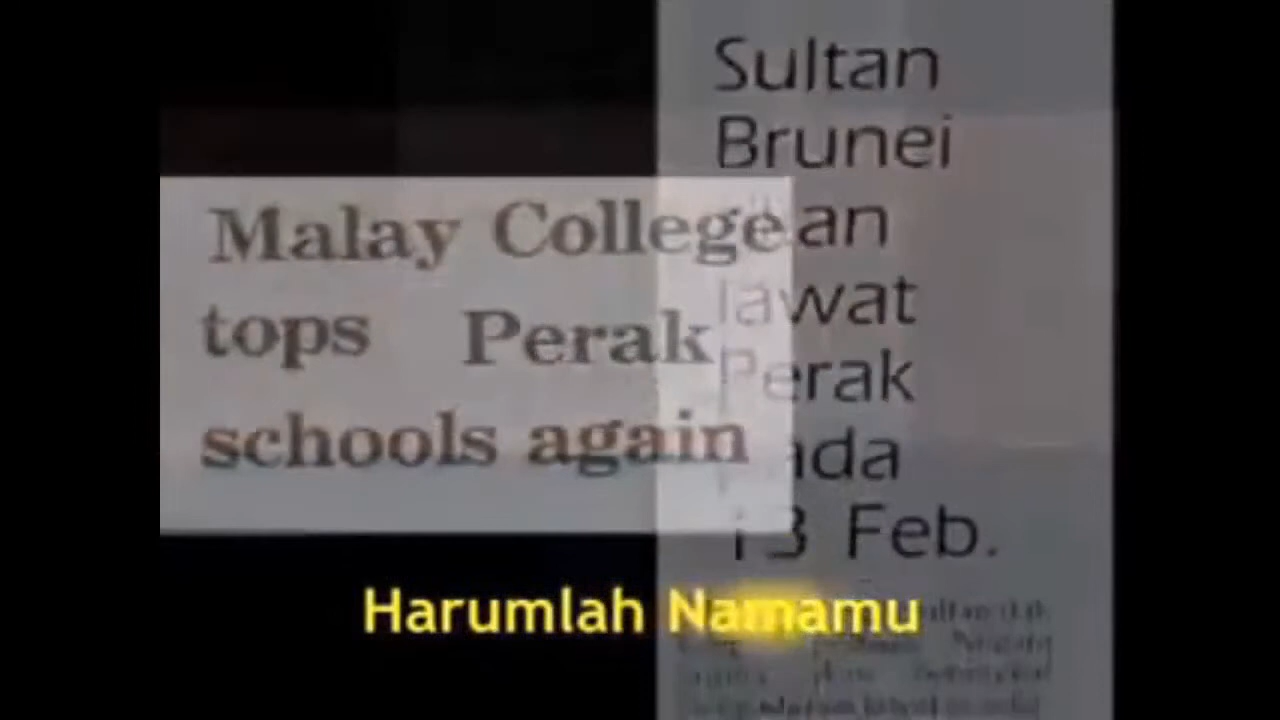 Malay College
tops Perak
schools again
Sultan
Brunei
an
lawat
Perak
ada
13 Feb.
Harumlah Namamu